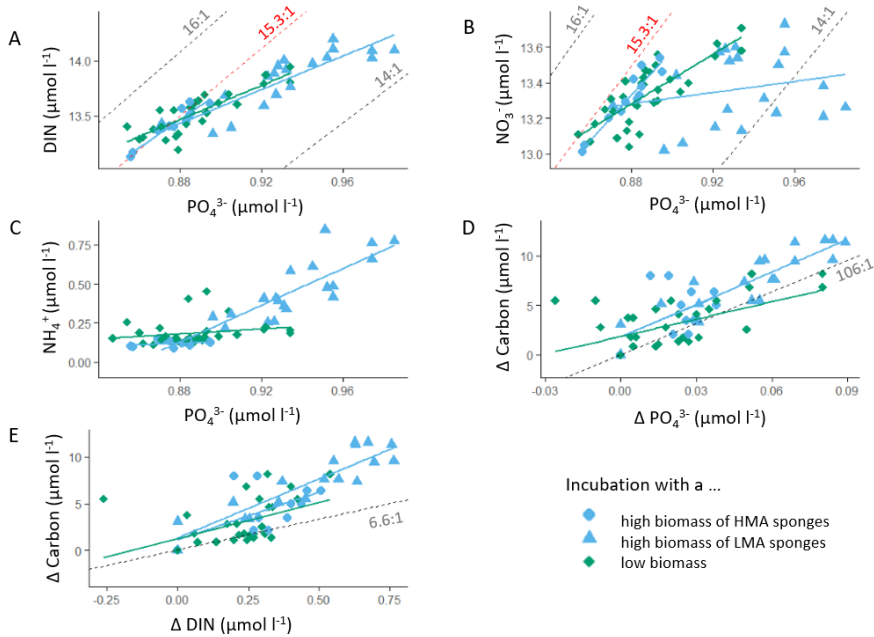 A
16:1
15.3:1
14:1
DIN (µmol l⁻¹)
14.0
13.5
0.88 0.92 0.96
PO₄³⁻ (µmol l⁻¹)
B
16:1
15.3:1
14:1
NO₃⁻ (µmol l⁻¹)
13.6
13.4
13.2
13.0
0.88 0.92 0.96
PO₄³⁻ (µmol l⁻¹)
C
NH₄⁺ (µmol l⁻¹)
0.75
0.50
0.25
0.00
0.88 0.92 0.96
PO₄³⁻ (µmol l⁻¹)
D
Δ Carbon (µmol l⁻¹)
10
5
0
106:1
-0.03 0.00 0.03 0.06 0.09
Δ PO₄³⁻ (µmol l⁻¹)
E
Δ Carbon (µmol l⁻¹)
10
5
0
6.6:1
-0.25 0.00 0.25 0.50 0.75
Δ DIN (µmol l⁻¹)
Incubation with a ...
high biomass of HMA sponges
high biomass of LMA sponges
low biomass